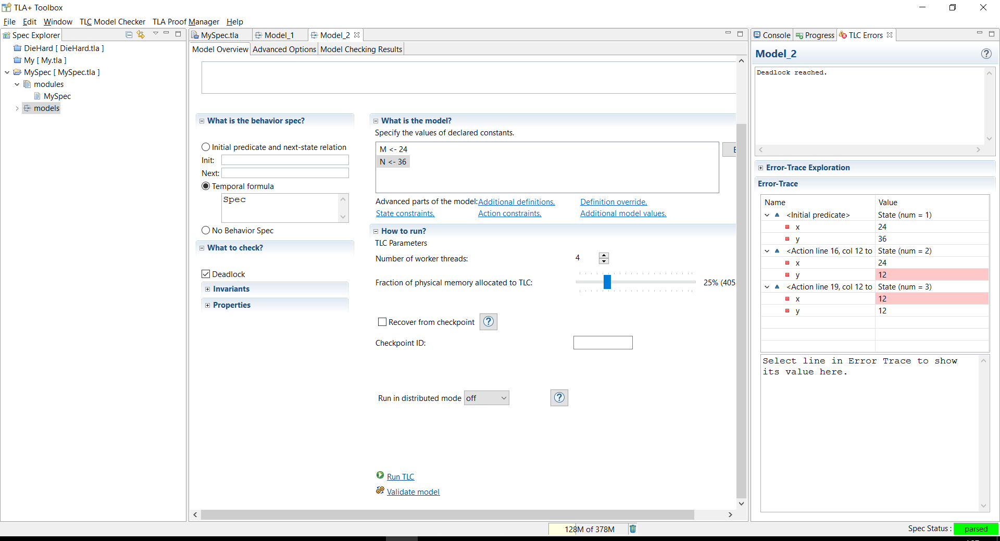 TLA+ Toolbox
File Edit Window TLC Model Checker TLA Proof Manager Help
Spec Explorer
DieHard [ DieHard.tla ]
My [ My.tla ]
MySpec [ MySpec.tla ]
modules
MySpec
models
MySpec.tla Model_1 Model_2
Model Overview Advanced Options Model Checking Results
What is the behavior spec?
Initial predicate and next-state relation
Init:
Next:
Temporal formula
Spec
No Behavior Spec
What to check?
Deadlock
Invariants
Properties
What is the model?
Specify the values of declared constants.
M <- 24
N <- 36
E
Advanced parts of the model: Additional definitions, Definition override,
State constraints, Action constraints, Additional model values.
How to run?
TLC Parameters
Number of worker threads: 4
Fraction of physical memory allocated to TLC: 25% (405
Recover from checkpoint
Checkpoint ID:
Run in distributed mode off
Run TLC
Validate model
Console Progress TLC Errors
Model_2
Deadlock reached.
Error-Trace Exploration
Error-Trace
Name Value
<Initial predicate> State (num = 1)
x 24
y 36
<Action line 16, col 12 to State (num = 2)
x 24
y 12
<Action line 19, col 12 to State (num = 3)
x 12
y 12
Select line in Error Trace to show
its value here.
128M of 378M
Spec Status : parsed